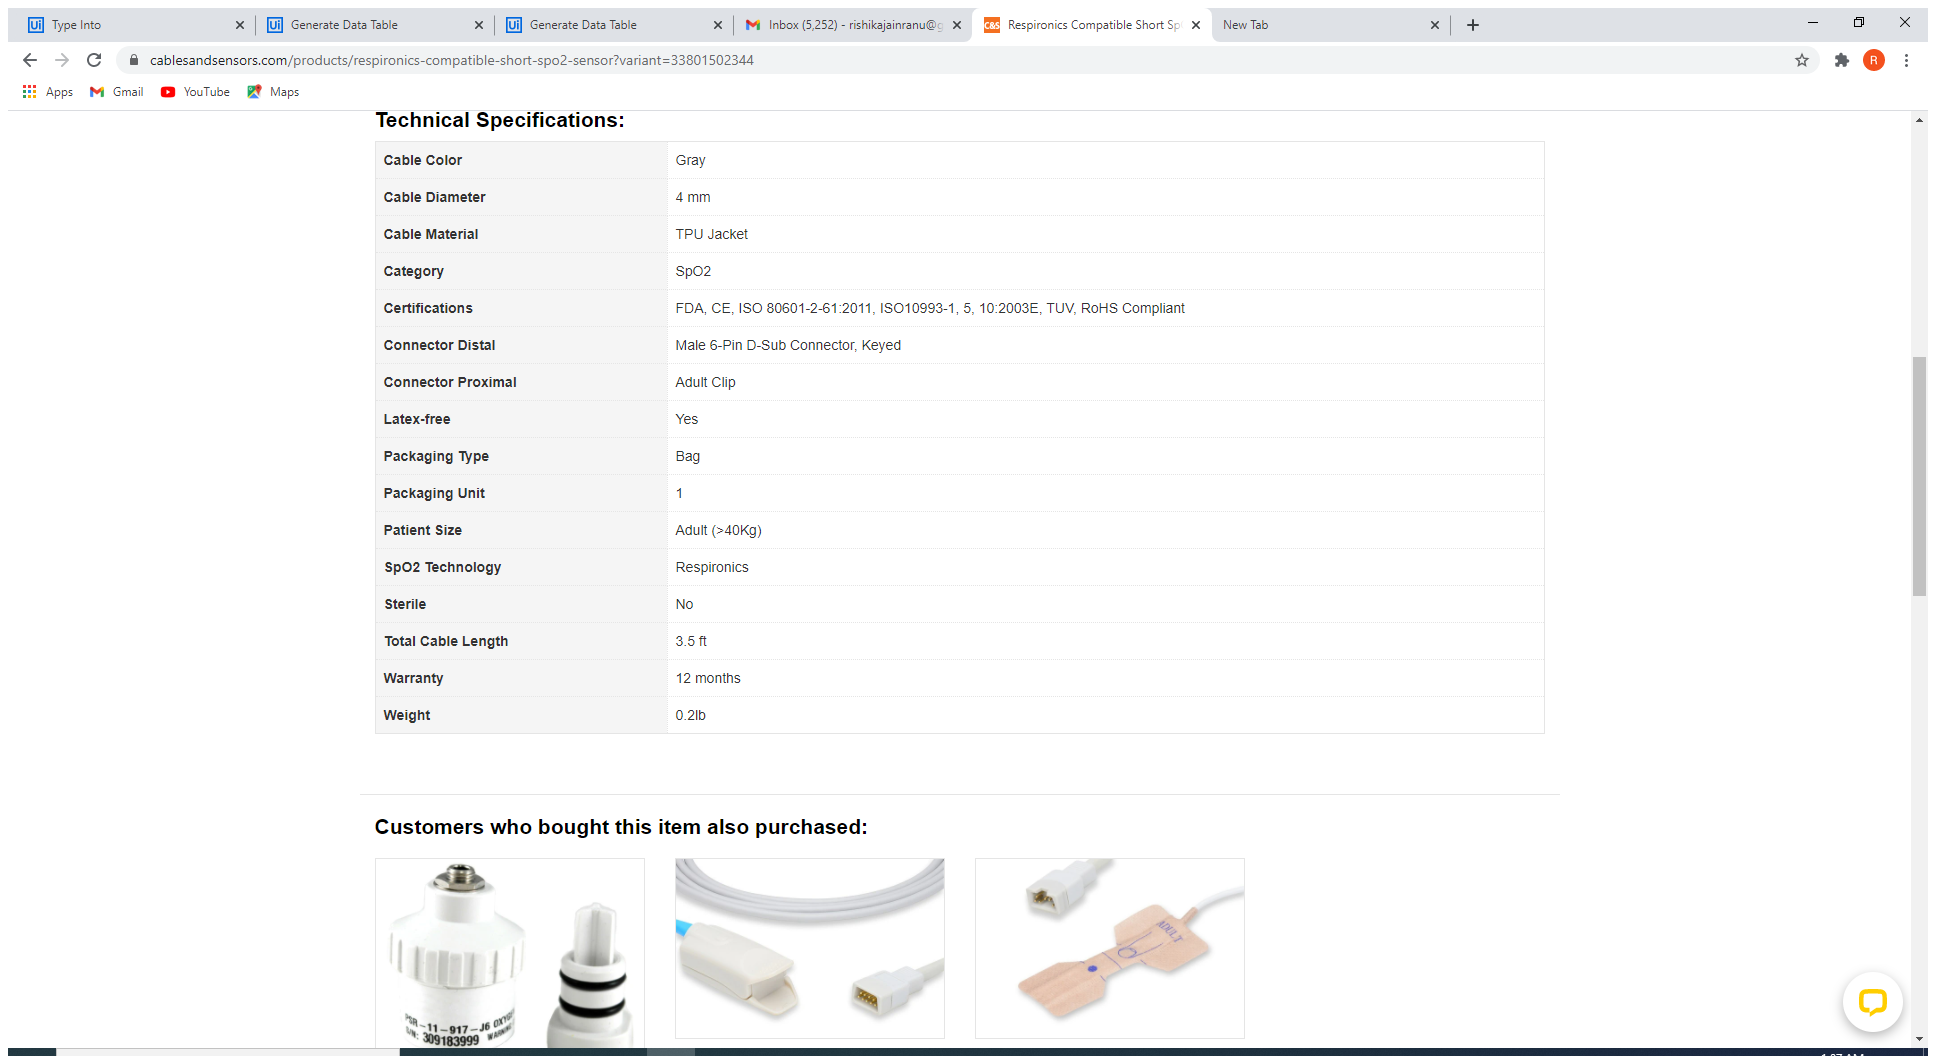 Type Into
Generate Data Table
Generate Data Table
Inbox (5,252) - rishikajainranu@g
C&S Respironics Compatible Short Sp
New Tab
cablesandsensors.com/products/respironics-compatible-short-spo2-sensor?variant=33801502344
R
Apps
Gmail
YouTube
Maps
Technical Specifications:
Cable Color Gray
Cable Diameter 4 mm
Cable Material TPU Jacket
Category SpO2
Certifications FDA, CE, ISO 80601-2-61:2011, ISO10993-1, 5, 10:2003E, TUV, RoHS Compliant
Connector Distal Male 6-Pin D-Sub Connector, Keyed
Connector Proximal Adult Clip
Latex-free Yes
Packaging Type Bag
Packaging Unit 1
Patient Size Adult (>40Kg)
SpO2 Technology Respironics
Sterile No
Total Cable Length 3.5 ft
Warranty 12 months
Weight 0.2lb
Customers who bought this item also purchased:
ADULT
PSR-11-917-J6 OXYG
S/N: 309183999 WARNING